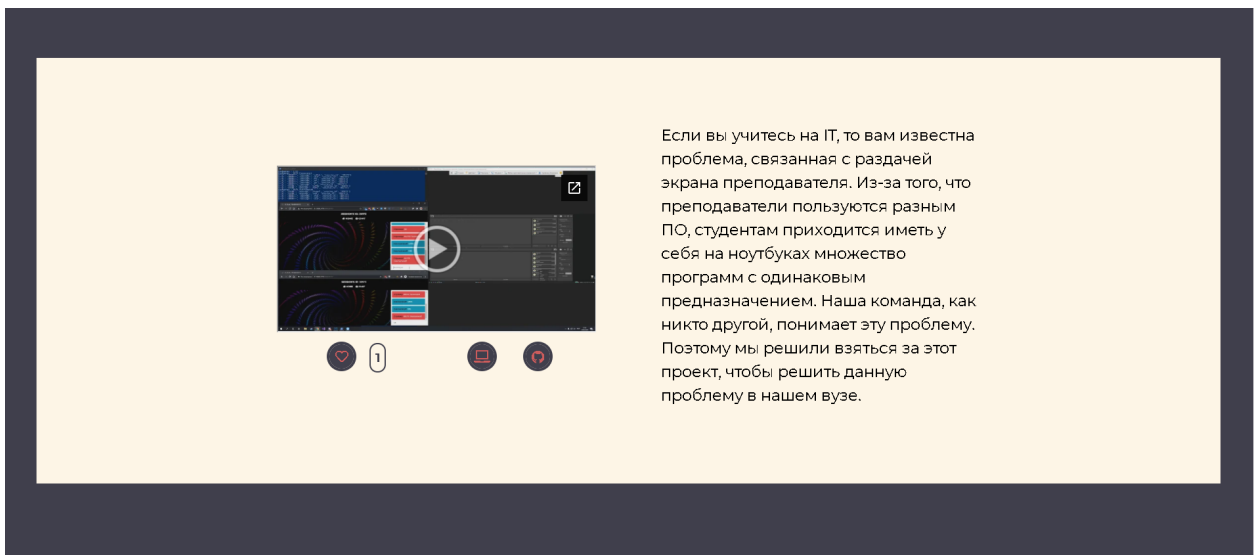 Если вы учитесь на IT, то вам известна
проблема, связанная с раздачей
экрана преподавателя. Из-за того, что
преподаватели пользуются разным
ПО, студентам приходится иметь у
себя на ноутбуках множество
программ с одинаковым
предназначением. Наша команда, как
никто другой, понимает эту проблему.
Поэтому мы решили взяться за этот
проект, чтобы решить данную
проблему в нашем вузе.
1